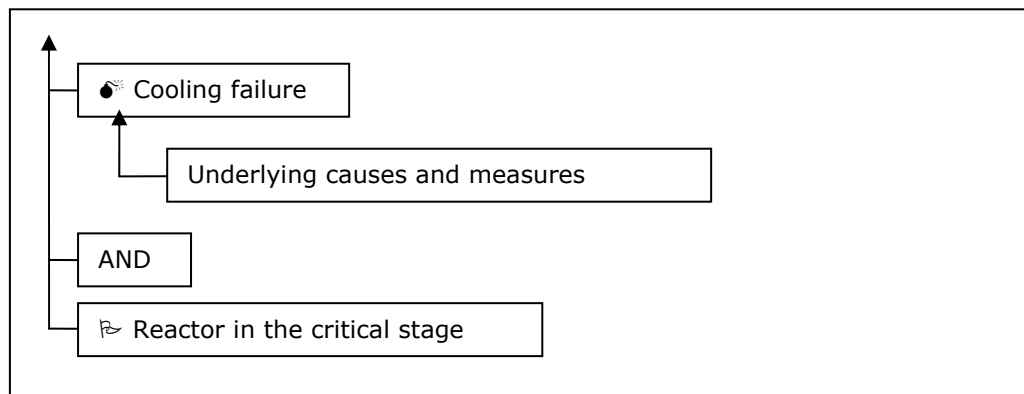 💣 Cooling failure
Underlying causes and measures
AND
🏱 Reactor in the critical stage